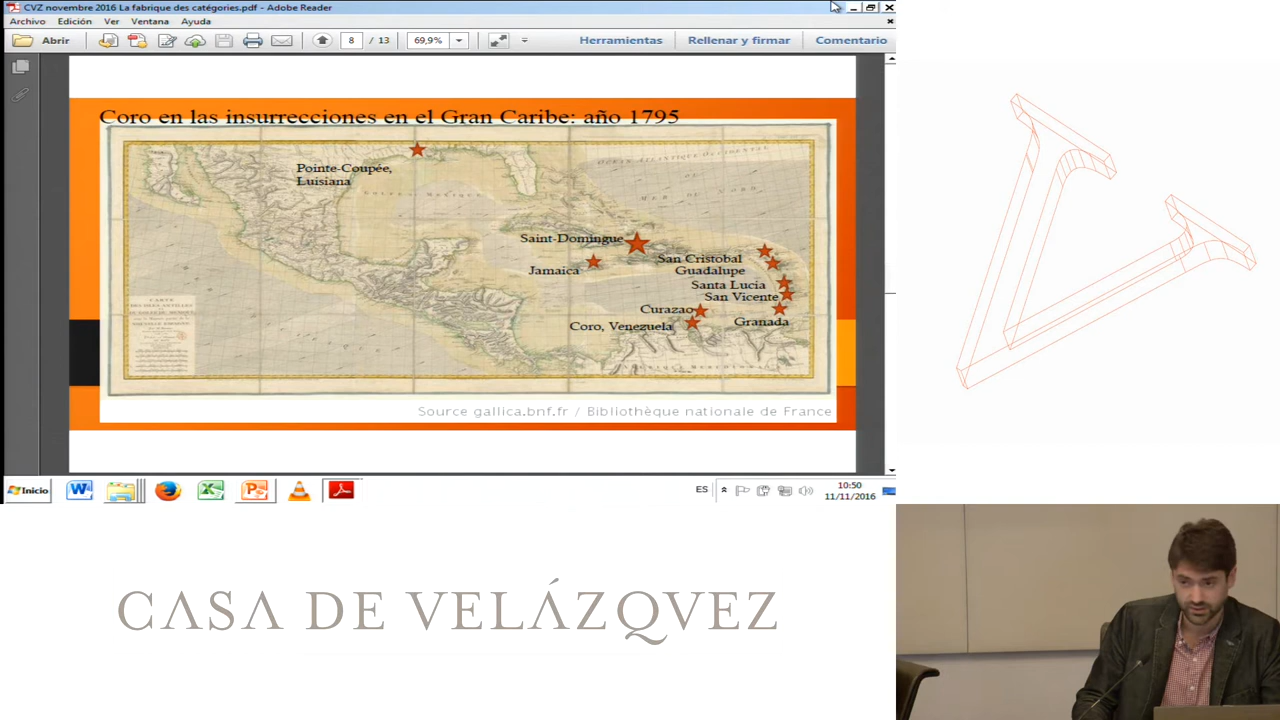 CVZ novembre 2016 La fabrique des catégories.pdf - Adobe Reader
Archivo Edición Ver Ventana Ayuda
Abrir
8 / 13
69,9%
Herramientas
Rellenar y firmar
Comentario
Coro en las insurrecciones en el Gran Caribe: año 1795
Pointe-Coupée,
Luisiana
Saint-Domingue
Jamaica
San Cristobal
Guadalupe
Santa Lucia
San Vicente
Curazao
Granada
Coro, Venezuela
Source gallica.bnf.fr / Bibliothèque nationale de France
Inicio
ES
10:50
11/11/2016
CASA DE VELÁZQVEZ